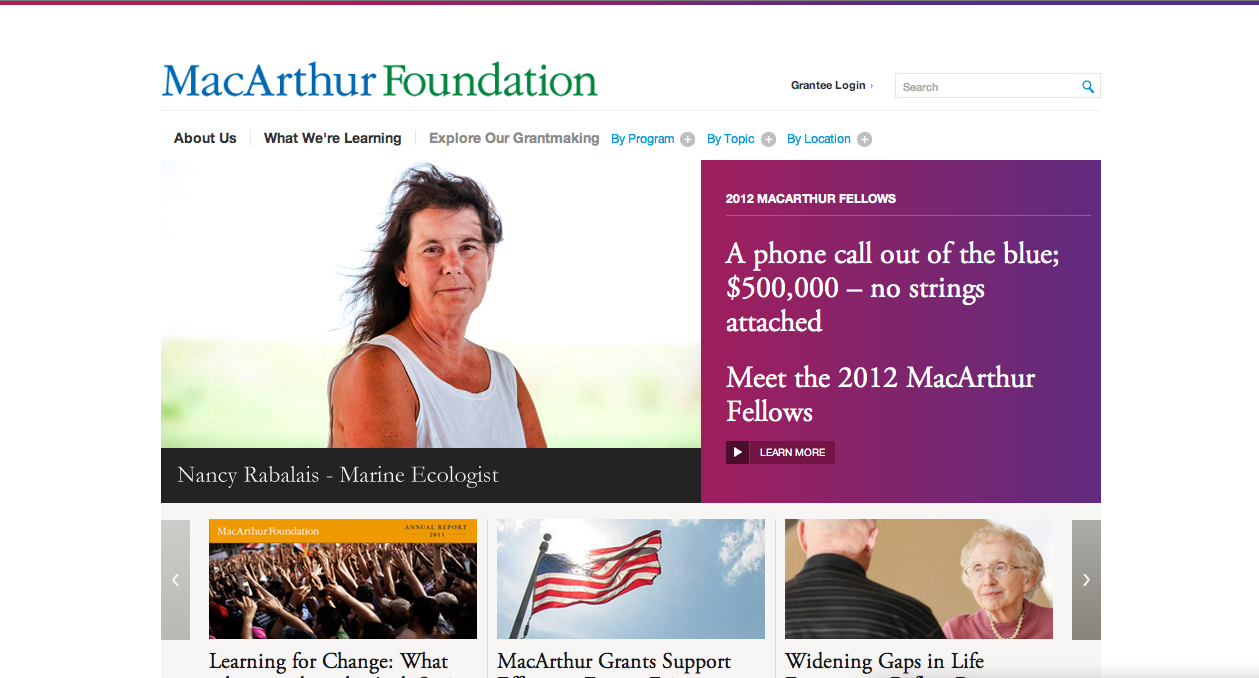 MacArthur Foundation
Grantee Login ›
Search
About Us
What We're Learning
Explore Our Grantmaking
By Program +
By Topic +
By Location +
2012 MACARTHUR FELLOWS
A phone call out of the blue;
$500,000 – no strings
attached
Meet the 2012 MacArthur
Fellows
LEARN MORE
Nancy Rabalais - Marine Ecologist
MacArthur Foundation
ANNUAL REPORT
2011
Learning for Change: What
MacArthur Grants Support
Widening Gaps in Life